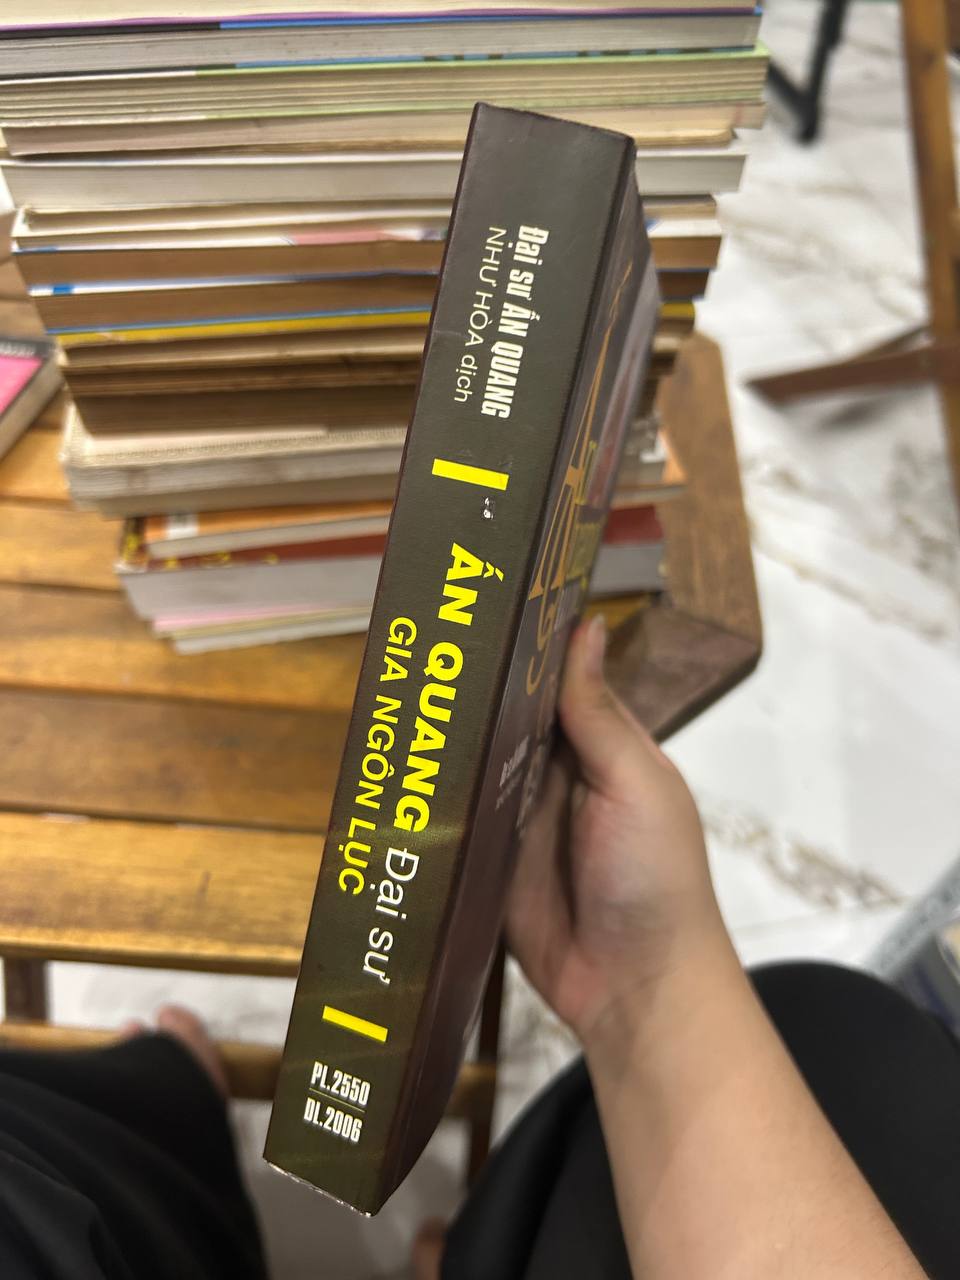 Đại sư ẤN QUANG
NHƯ HÒA dịch
ẤN QUANG Đại sư
GIA NGÔN LỤC
PL.2550
DL.2006